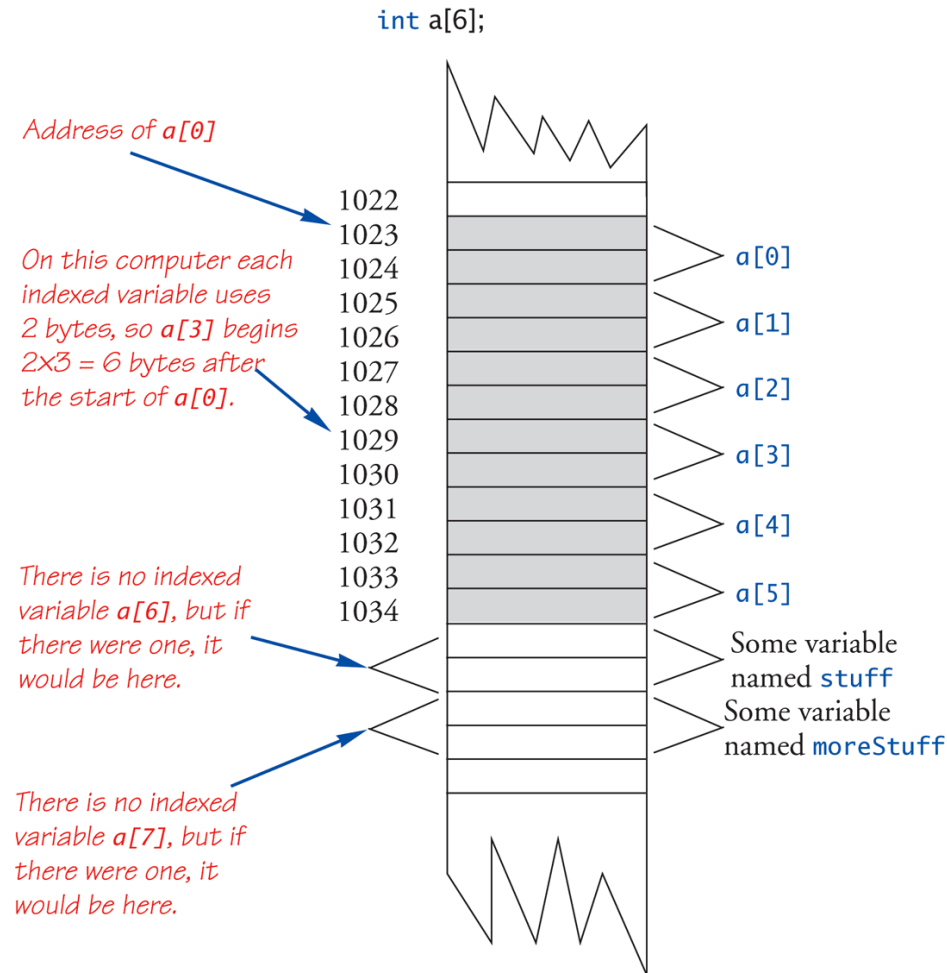 int a[6];
Address of a[0]
1022
1023
1024
1025
1026
1027
1028
1029
1030
1031
1032
1033
1034
On this computer each
indexed variable uses
2 bytes, so a[3] begins
2×3 = 6 bytes after
the start of a[0].
There is no indexed
variable a[6], but if
there were one, it
would be here.
There is no indexed
variable a[7], but if
there were one, it
would be here.
a[0]
a[1]
a[2]
a[3]
a[4]
a[5]
Some variable
named stuff
Some variable
named moreStuff